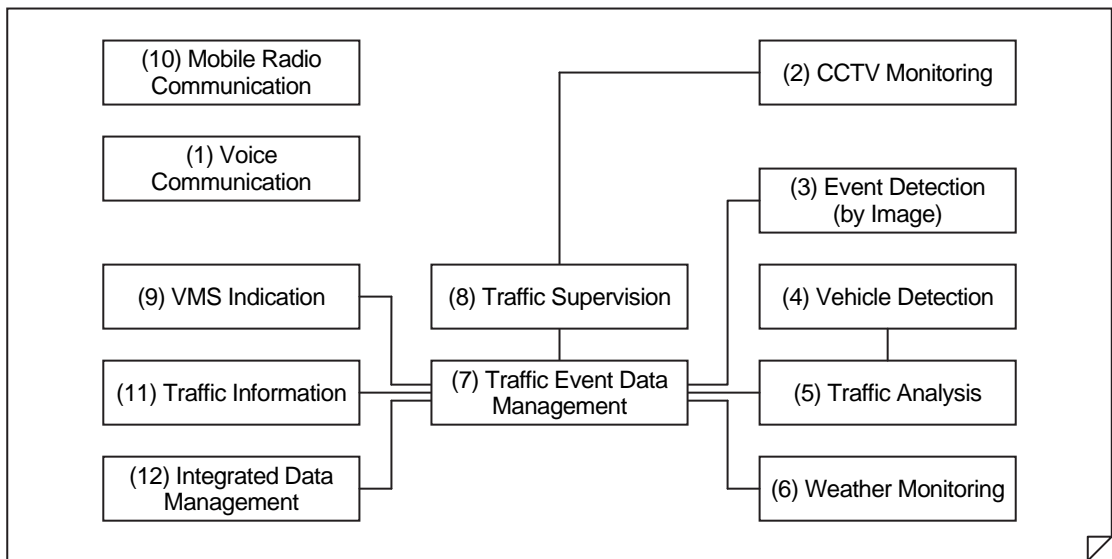 (10) Mobile Radio
Communication
(2) CCTV Monitoring
(1) Voice
Communication
(3) Event Detection
(by Image)
(9) VMS Indication
(8) Traffic Supervision
(4) Vehicle Detection
(11) Traffic Information
(7) Traffic Event Data
Management
(5) Traffic Analysis
(12) Integrated Data
Management
(6) Weather Monitoring